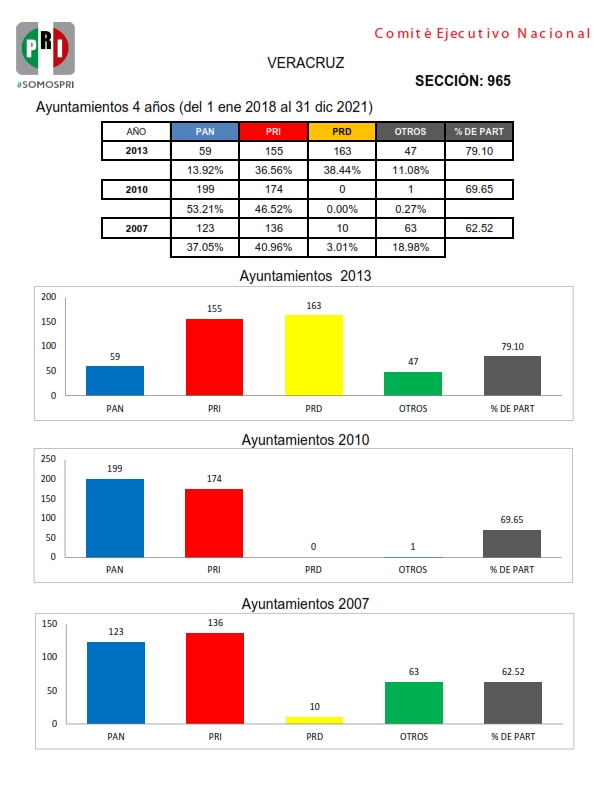 Comité Ejecutivo Nacional
PRI
#SOMOSPRI
VERACRUZ
SECCIÓN: 965
Ayuntamientos 4 años (del 1 ene 2018 al 31 dic 2021)
AÑO PAN PRI PRD OTROS % DE PART
2013 59 155 163 47 79.10
13.92% 36.56% 38.44% 11.08%
2010 199 174 0 1 69.65
53.21% 46.52% 0.00% 0.27%
2007 123 136 10 63 62.52
37.05% 40.96% 3.01% 18.98%
Ayuntamientos 2013
200
150
100
50
0
59 155 163 47 79.10
PAN PRI PRD OTROS % DE PART
Ayuntamientos 2010
250
200
150
100
50
0
199 174 0 1 69.65
PAN PRI PRD OTROS % DE PART
Ayuntamientos 2007
150
100
50
0
123 136 10 63 62.52
PAN PRI PRD OTROS % DE PART